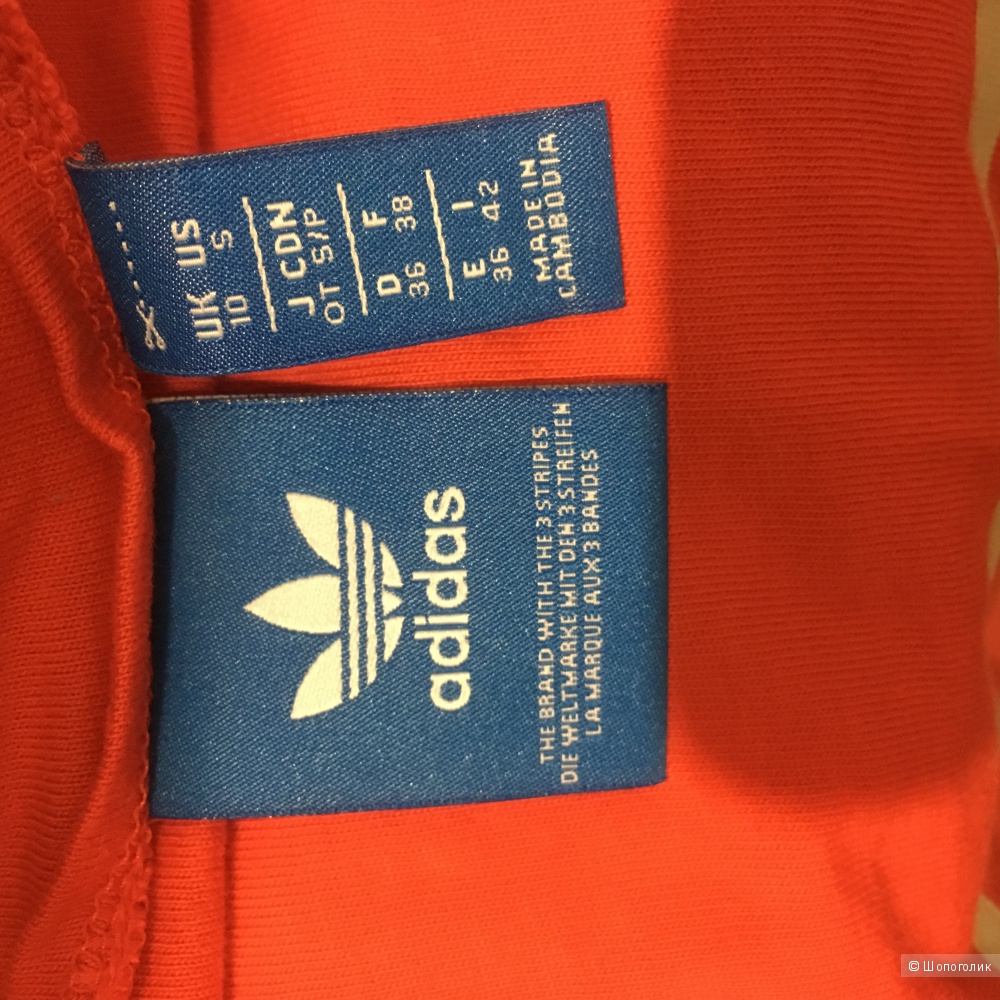 UK US
10 S
J CDN
OT S/P
D F
36 38
E I
36 42
MADE IN
CAMBODIA
adidas
THE BRAND WITH THE 3 STRIPES
DIE WELTMARKE MIT DEN 3 STREIFEN
LA MARQUE AUX 3 BANDES
© Шопоголик